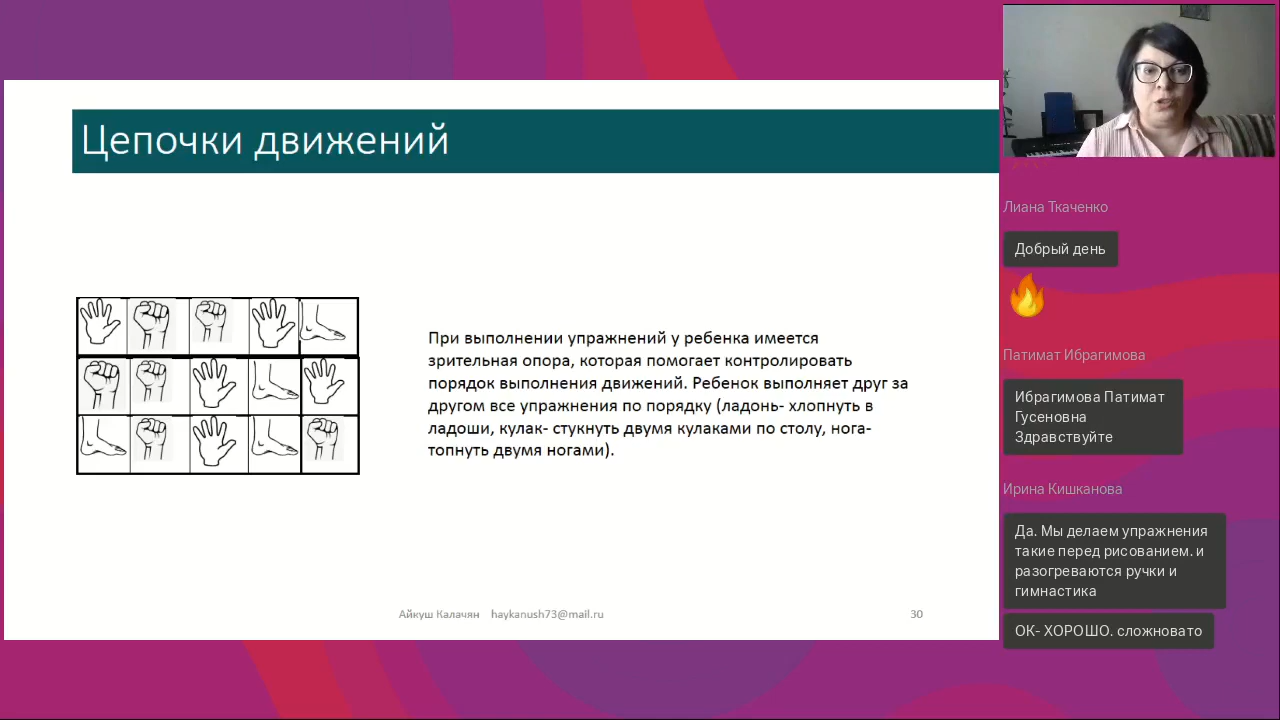 Цепочки движений
При выполнении упражнений у ребенка имеется
зрительная опора, которая помогает контролировать
порядок выполнения движений. Ребенок выполняет друг за
другом все упражнения по порядку (ладонь- хлопнуть в
ладоши, кулак- стукнуть двумя кулаками по столу, нога-
топнуть двумя ногами).
Айкуш Калачян haykanush73@mail.ru
30
Лиана Ткаченко
Добрый день
Патимат Ибрагимова
Ибрагимова Патимат
Гусеновна
Здравствуйте
Ирина Кишканова
Да. Мы делаем упражнения
такие перед рисованием. и
разогреваются ручки и
гимнастика
ОК- ХОРОШО. сложновато